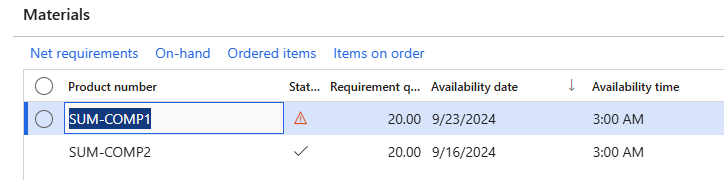 Materials
Net requirements On-hand Ordered items Items on order
Product number Stat... Requirement q... Availability date Availability time
SUM-COMP1 20.00 9/23/2024 3:00 AM
SUM-COMP2 20.00 9/16/2024 3:00 AM